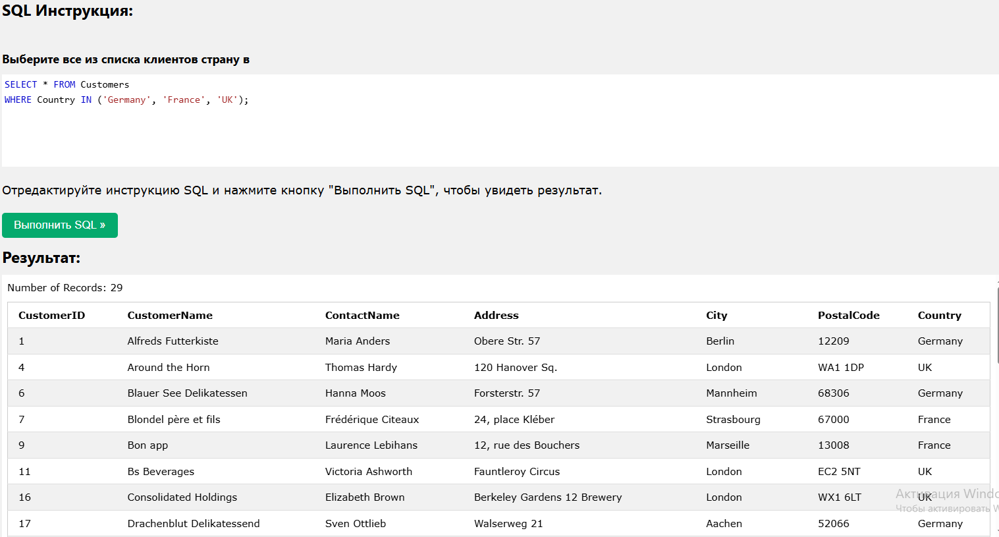 SQL Инструкция:
Выберите все из списка клиентов страну в
SELECT * FROM Customers
WHERE Country IN ('Germany', 'France', 'UK');
Отредактируйте инструкцию SQL и нажмите кнопку "Выполнить SQL", чтобы увидеть результат.
Выполнить SQL »
Результат:
Number of Records: 29
CustomerID CustomerName ContactName Address City PostalCode Country
1 Alfreds Futterkiste Maria Anders Obere Str. 57 Berlin 12209 Germany
4 Around the Horn Thomas Hardy 120 Hanover Sq. London WA1 1DP UK
6 Blauer See Delikatessen Hanna Moos Forsterstr. 57 Mannheim 68306 Germany
7 Blondel père et fils Frédérique Citeaux 24, place Kléber Strasbourg 67000 France
9 Bon app Laurence Lebihans 12, rue des Bouchers Marseille 13008 France
11 Bs Beverages Victoria Ashworth Fauntleroy Circus London EC2 5NT UK
16 Consolidated Holdings Elizabeth Brown Berkeley Gardens 12 Brewery London WX1 6LT UK
Активация Windo
Чтобы активировать W
17 Drachenblut Delikatessend Sven Ottlieb Walserweg 21 Aachen 52066 Germany